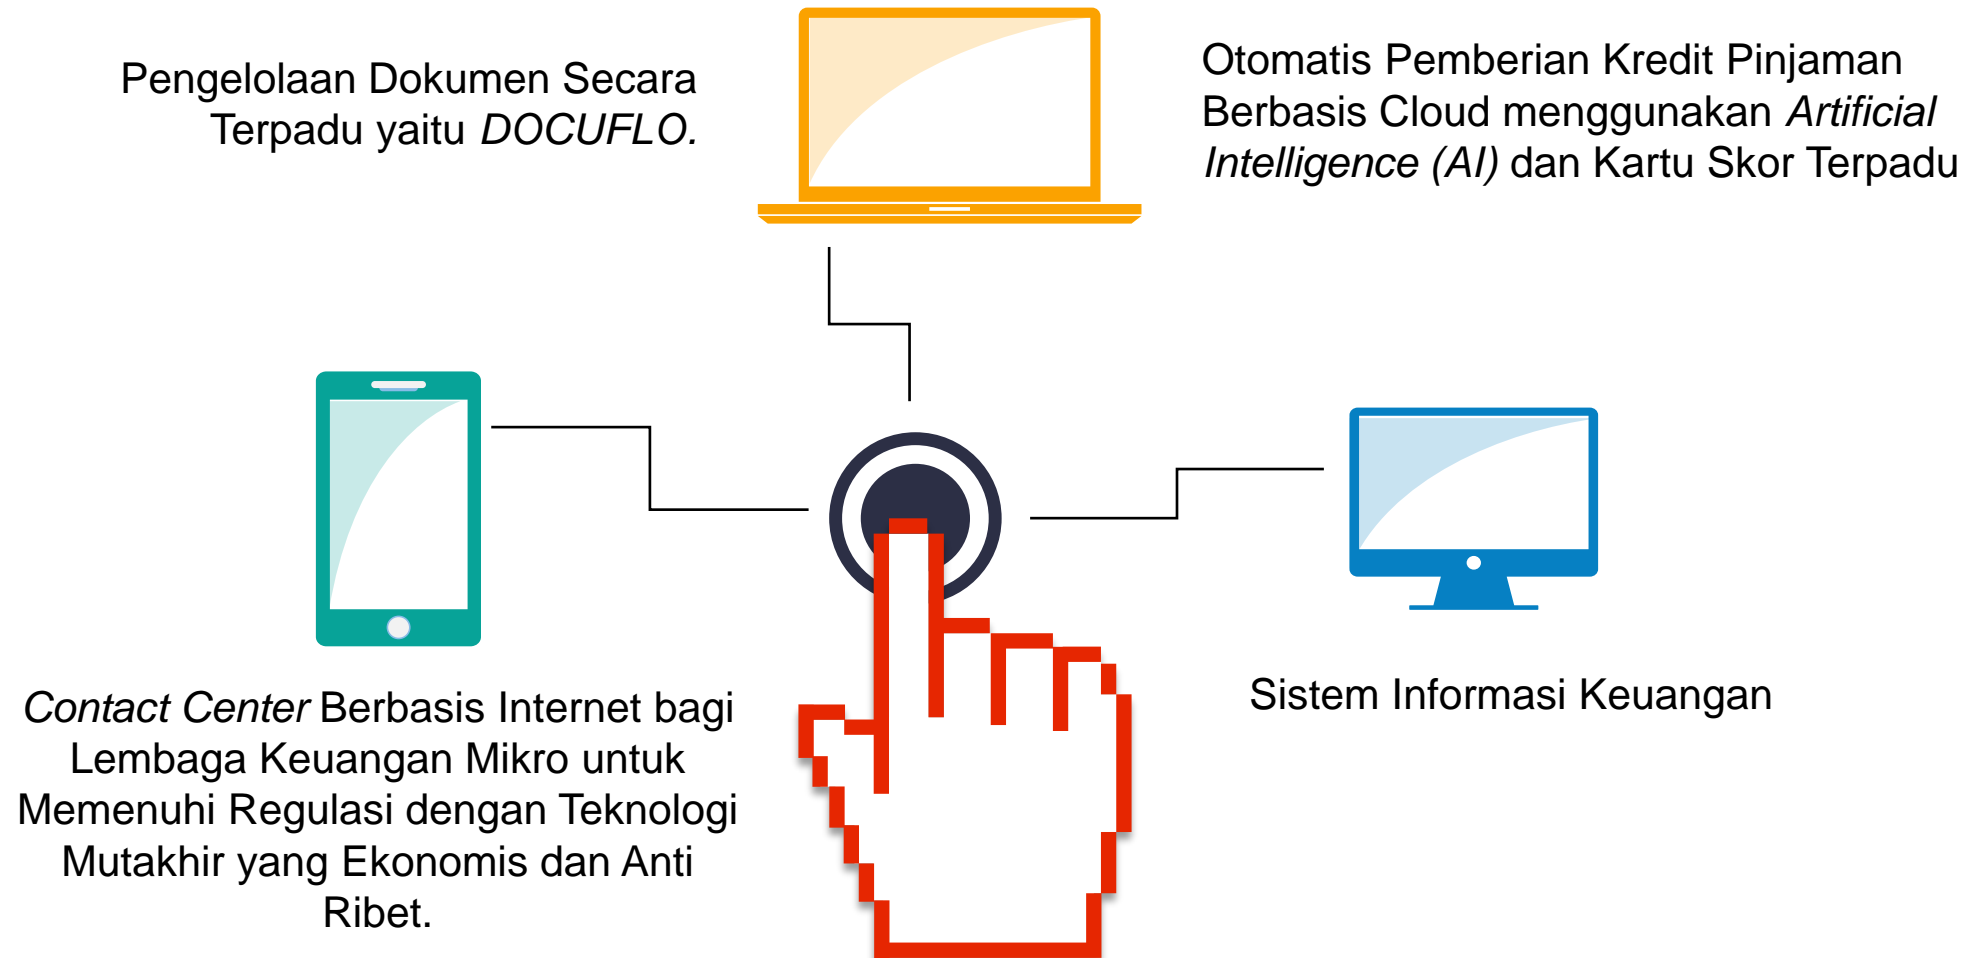 Pengelolaan Dokumen Secara
Terpadu yaitu DOCUFLO.
Otomatis Pemberian Kredit Pinjaman
Berbasis Cloud menggunakan Artificial
Intelligence (AI) dan Kartu Skor Terpadu
Contact Center Berbasis Internet bagi
Lembaga Keuangan Mikro untuk
Memenuhi Regulasi dengan Teknologi
Mutakhir yang Ekonomis dan Anti
Ribet.
Sistem Informasi Keuangan